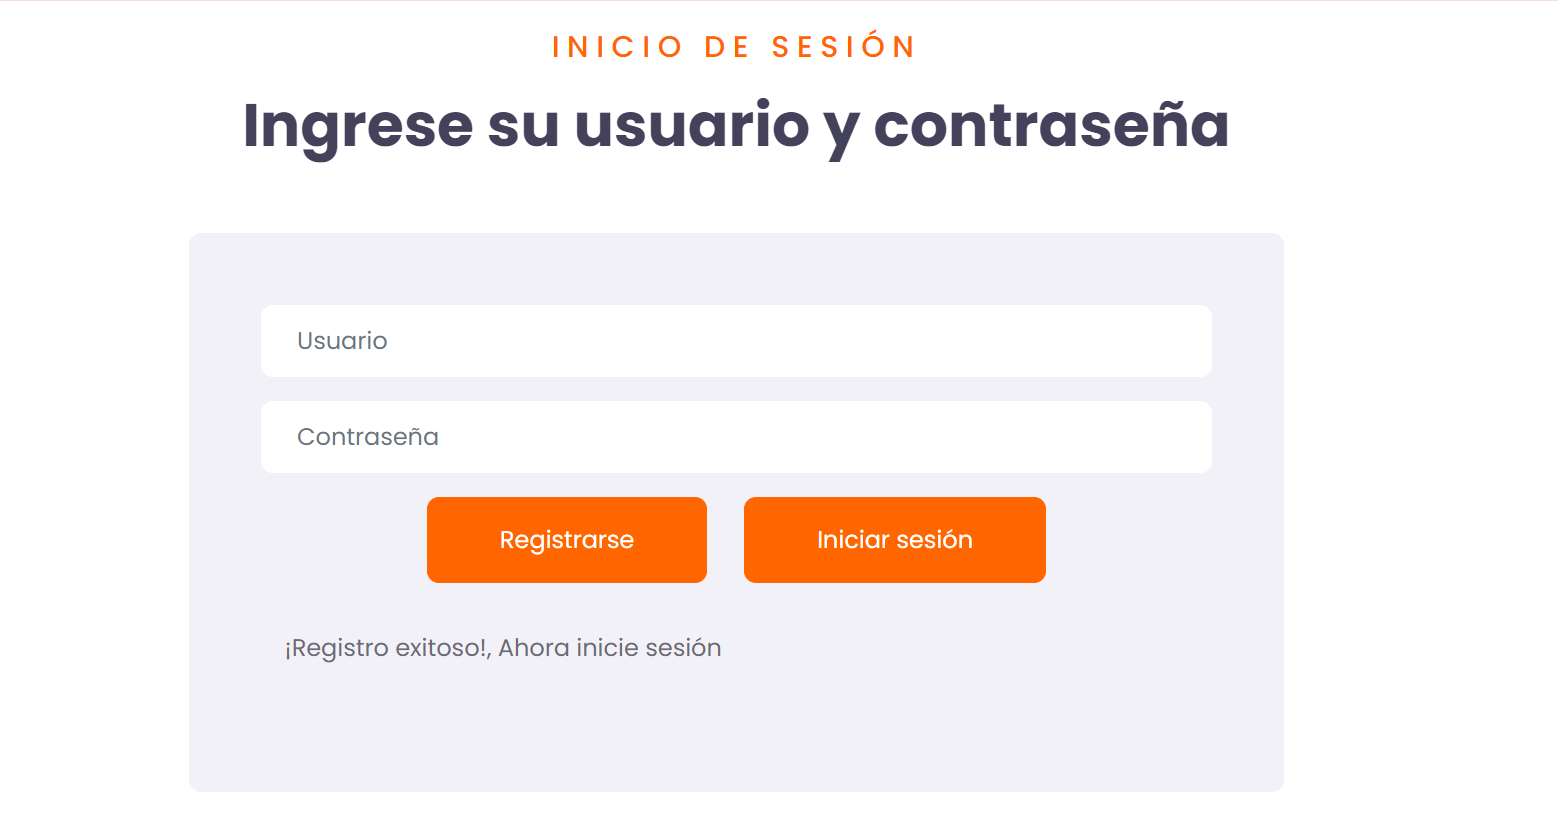 INICIO DE SESIÓN
Ingrese su usuario y contraseña
Usuario
Contraseña
Registrarse Iniciar sesión
¡Registro exitoso!, Ahora inicie sesión